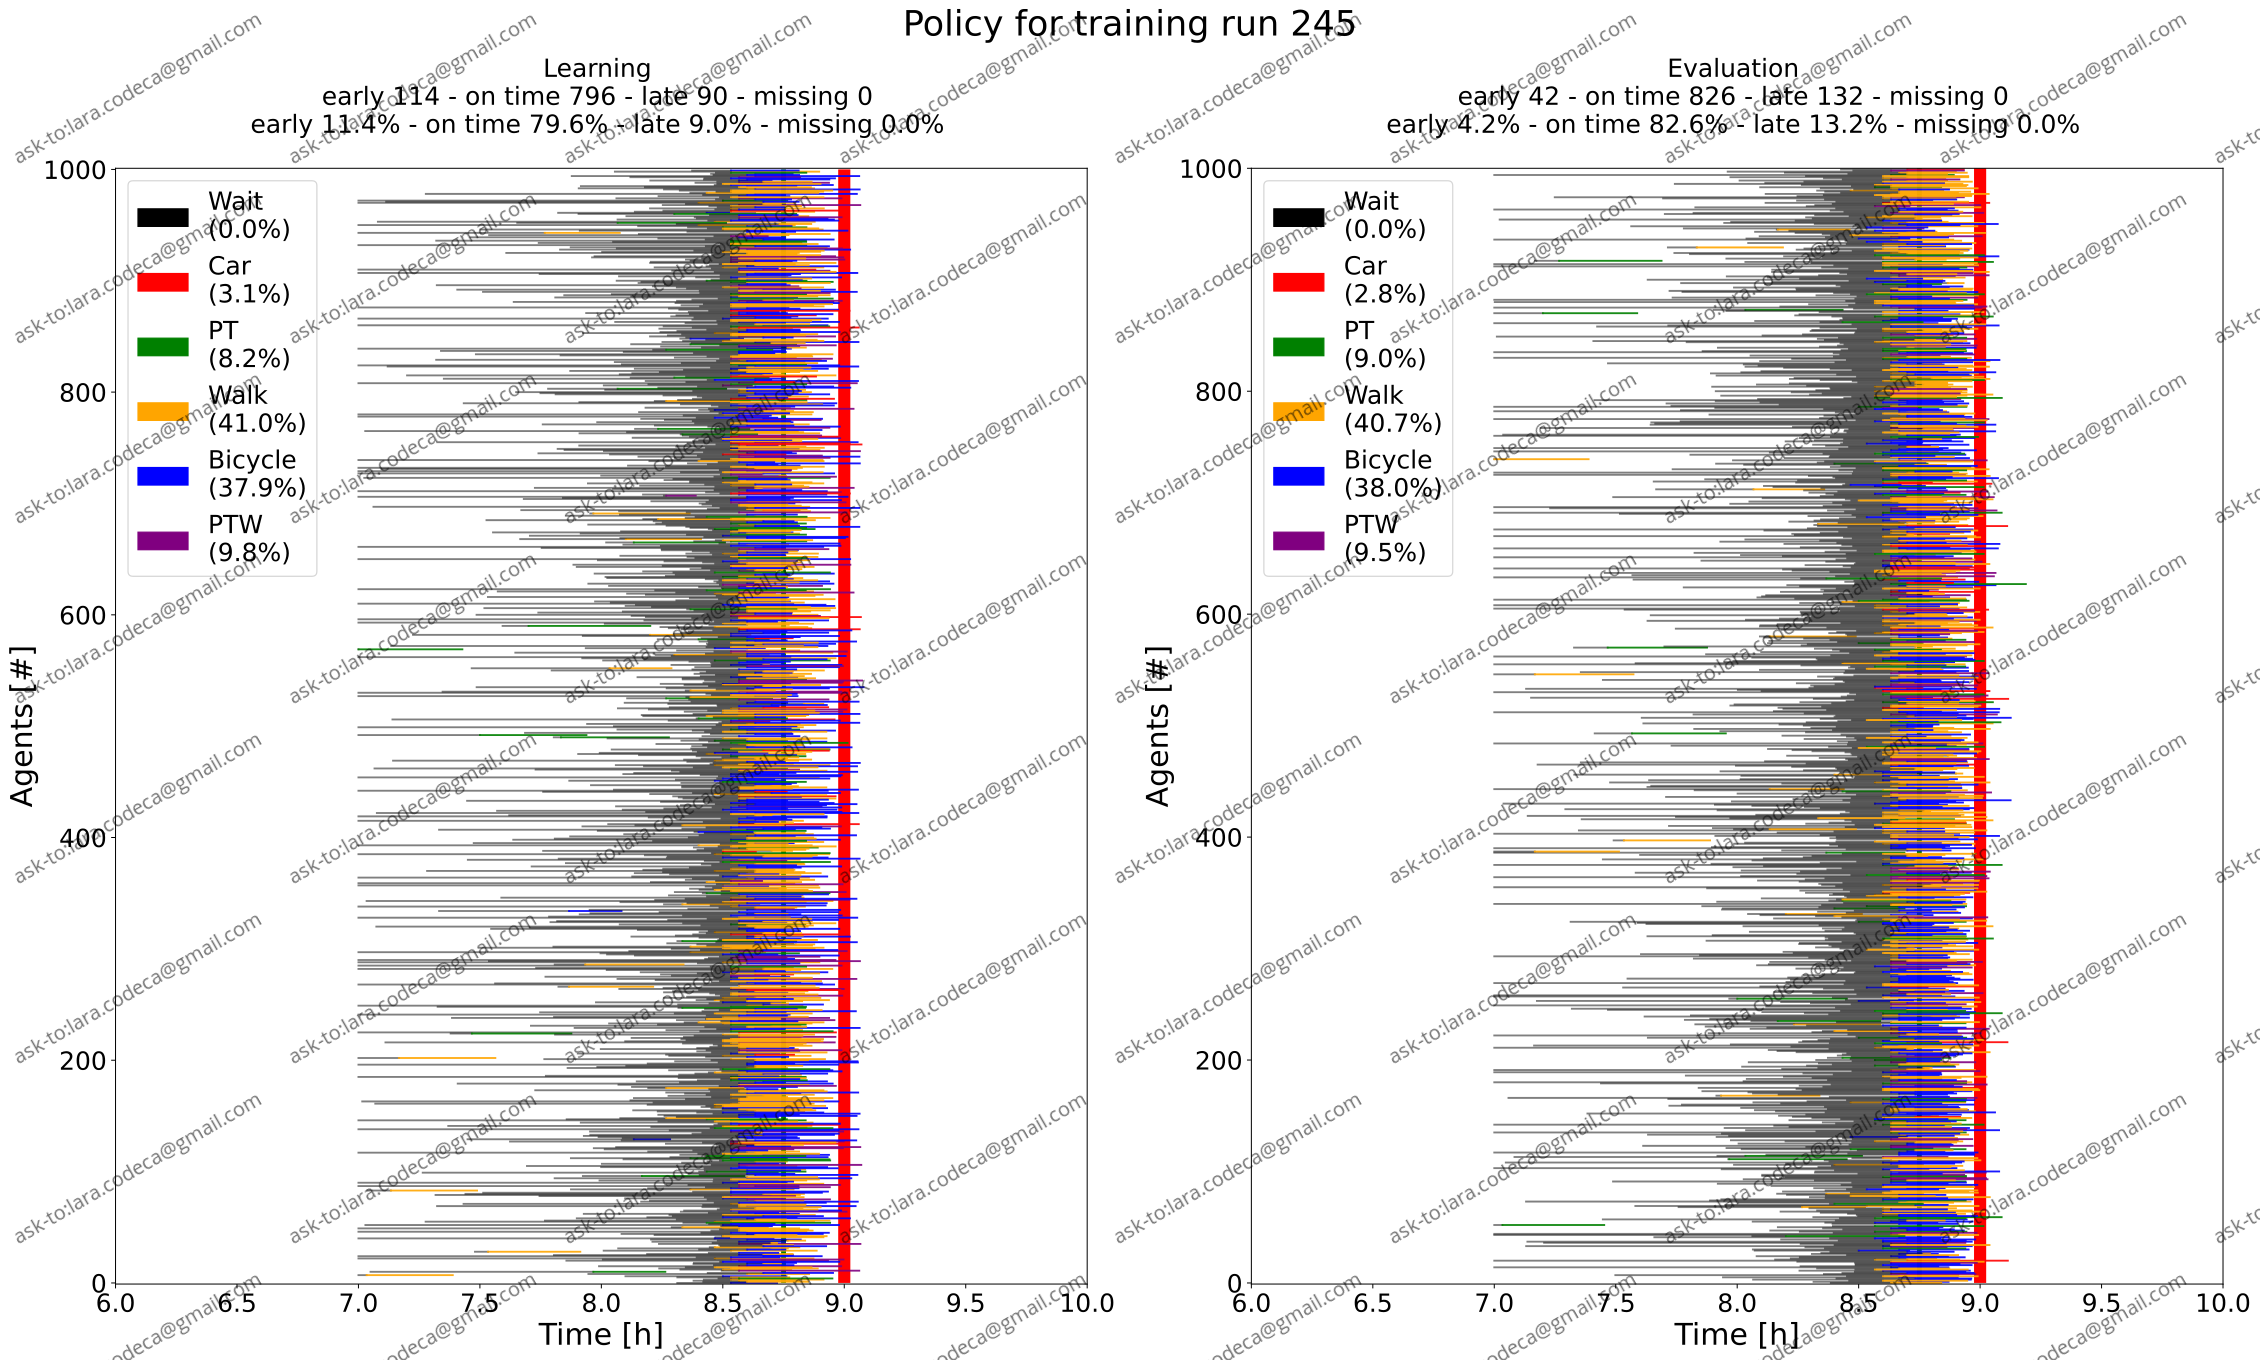 Policy for training run 245
Learning
early 114 - on time 796 - late 90 - missing 0
early 11.4% - on time 79.6% - late 9.0% - missing 0.0%
Agents [#]
1000
800
600
400
200
0
Wait
(0.0%)
Car
(3.1%)
PT
(8.2%)
Walk
(41.0%)
Bicycle
(37.9%)
PTW
(9.8%)
6.0 6.5 7.0 7.5 8.0 8.5 9.0 9.5 10.0
Time [h]
Evaluation
early 42 - on time 826 - late 132 - missing 0
early 4.2% - on time 82.6% - late 13.2% - missing 0.0%
Agents [#]
1000
800
600
400
200
0
Wait
(0.0%)
Car
(2.8%)
PT
(9.0%)
Walk
(40.7%)
Bicycle
(38.0%)
PTW
(9.5%)
6.0 6.5 7.0 7.5 8.0 8.5 9.0 9.5 10.0
Time [h]
ask-to:lara.codeca@gmail.com